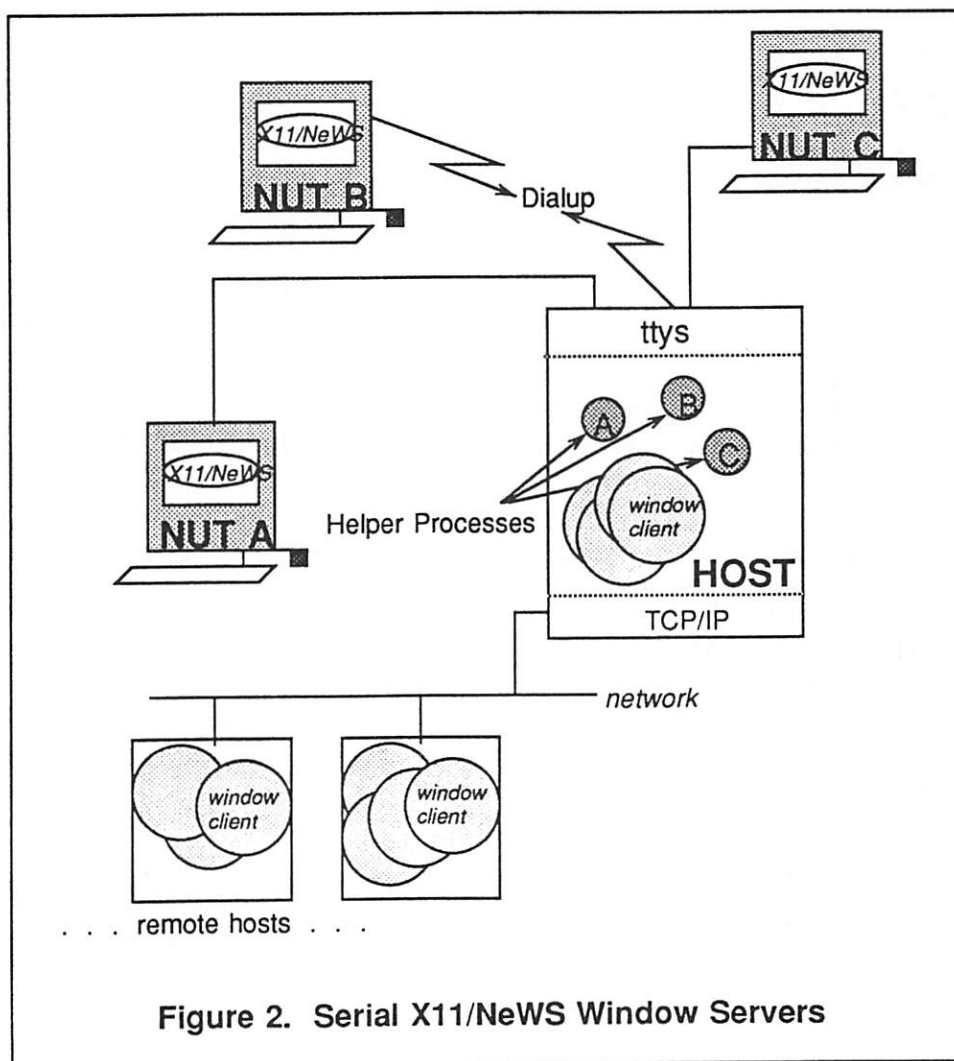 X11/NeWS
NUT C
X11/NeWS
NUT B
Dialup
ttys
A
B
C
X11/NeWS
NUT A
Helper Processes
window
client
HOST
TCP/IP
network
window
client
window
client
. . . remote hosts . . .
Figure 2. Serial X11/NeWS Window Servers